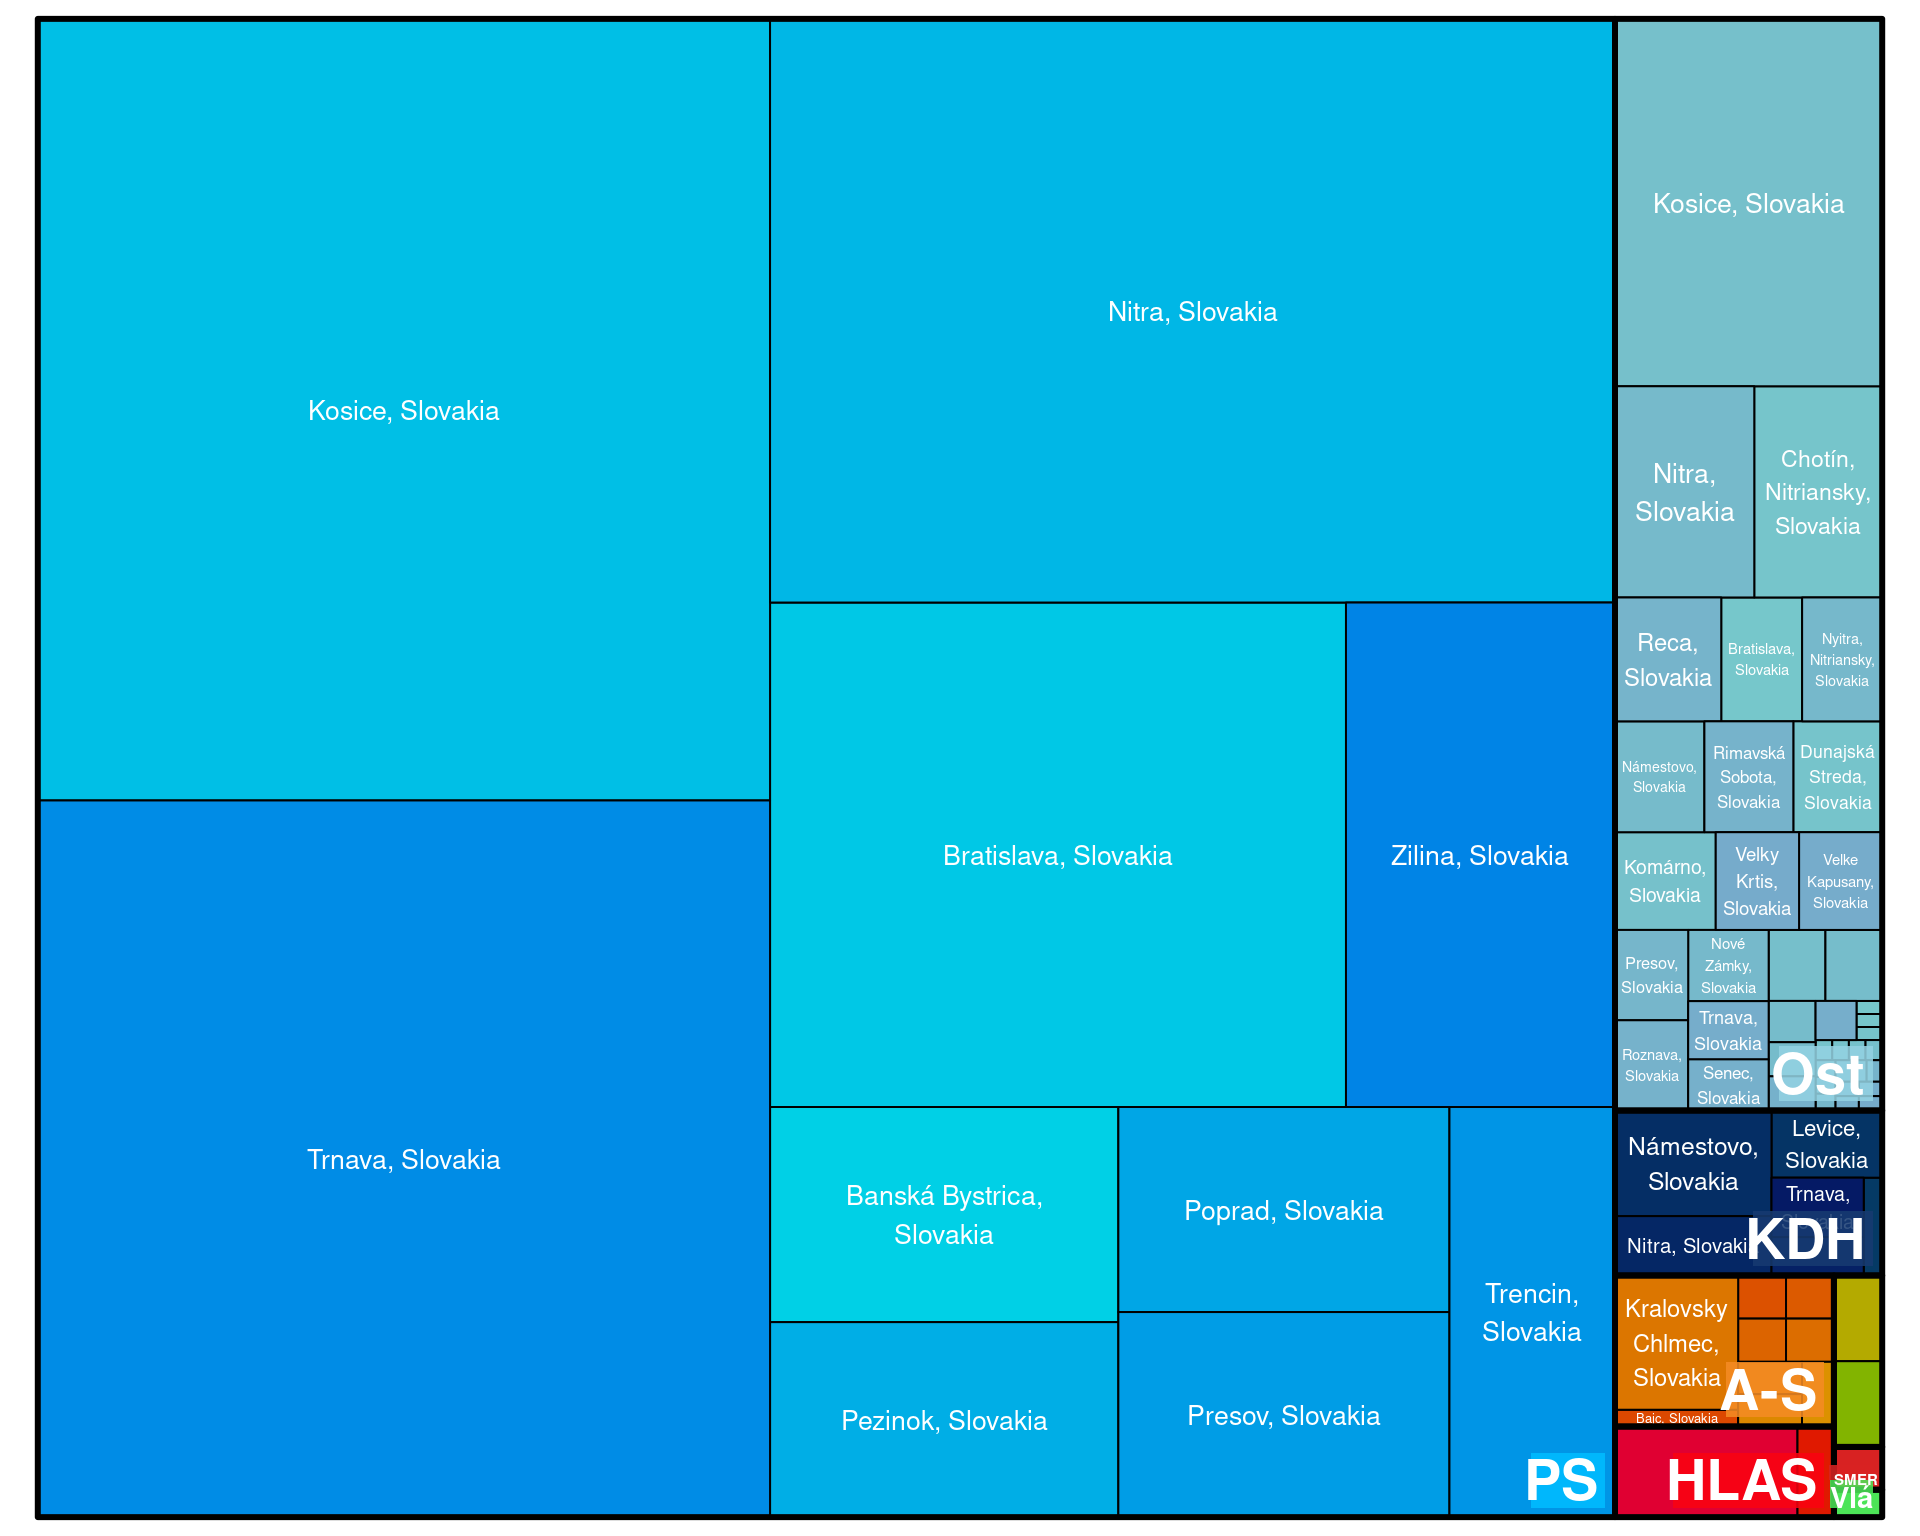 Kosice, Slovakia
Trnava, Slovakia
Nitra, Slovakia
Bratislava, Slovakia
Zilina, Slovakia
Banská Bystrica,
Slovakia
Pezinok, Slovakia
Poprad, Slovakia
Presov, Slovakia
Trencin,
Slovakia
PS
Kosice, Slovakia
Nitra,
Slovakia
Chotín,
Nitriansky,
Slovakia
Reca,
Slovakia
Bratislava,
Slovakia
Nyitra,
Nitriansky,
Slovakia
Námestovo,
Slovakia
Rimavská
Sobota,
Slovakia
Dunajská
Streda,
Slovakia
Komárno,
Slovakia
Velky
Krtis,
Slovakia
Velke
Kapusany,
Slovakia
Presov,
Slovakia
Roznava,
Slovakia
Nové
Zámky,
Slovakia
Trnava,
Slovakia
Senec,
Slovakia
Ost
Námestovo,
Slovakia
Nitra, Slovaki
Levice,
Slovakia
Trnava,
Slovakia
KDH
Kralovsky
Chlmec,
Slovakia
Bajc, Slovakia
A-S
HLAS
SMER
Vlá